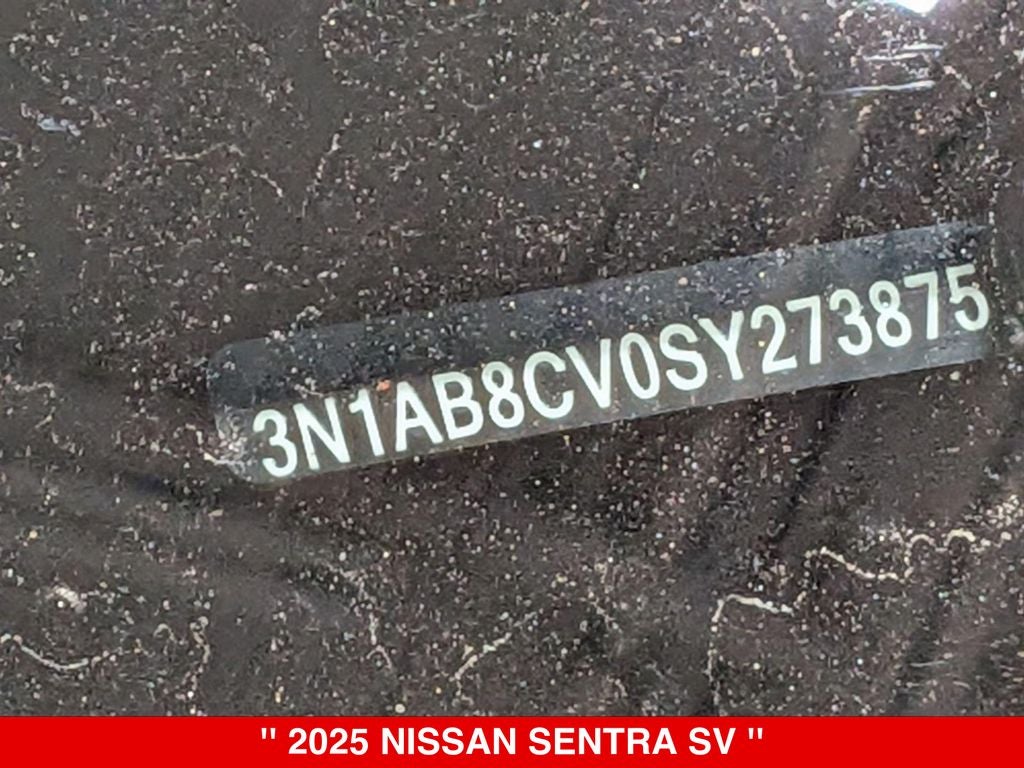 3N1AB8CV0SY273875
" 2025 NISSAN SENTRA SV "